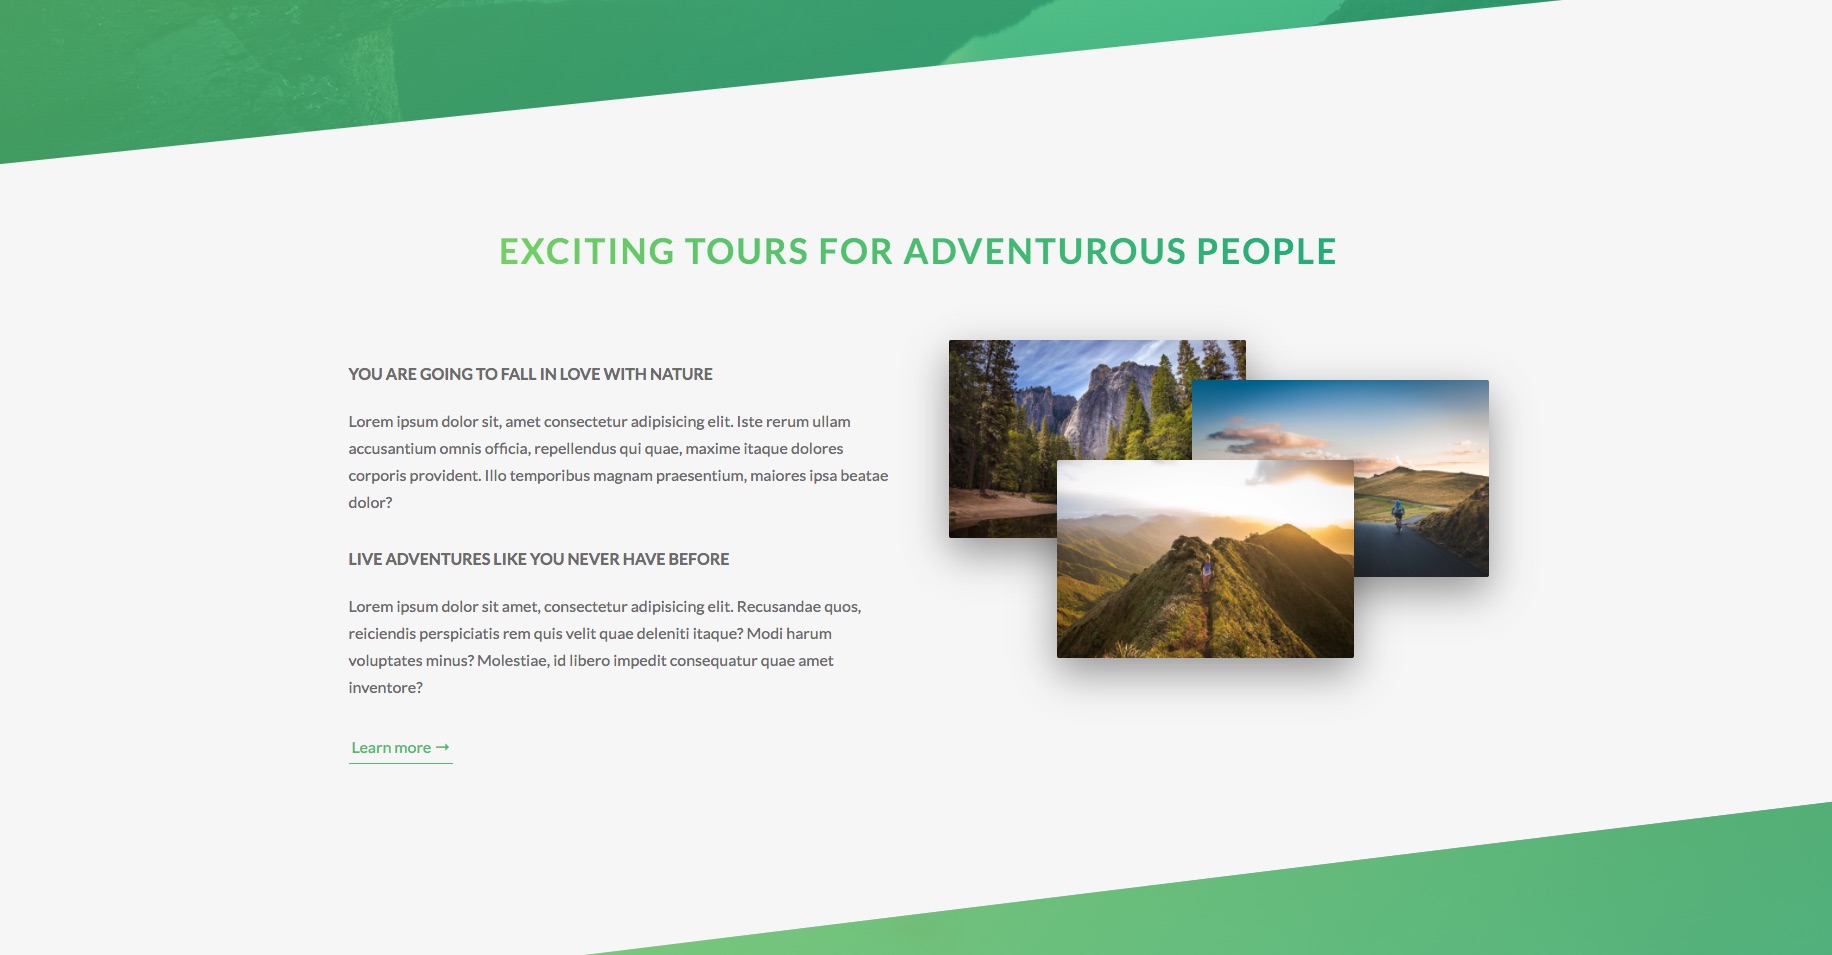 EXCITING TOURS FOR ADVENTUROUS PEOPLE
YOU ARE GOING TO FALL IN LOVE WITH NATURE
Lorem ipsum dolor sit, amet consectetur adipisicing elit. Iste rerum ullam
accusantium omnis officia, repellendus qui quae, maxime itaque dolores
corporis provident. Illo temporibus magnam praesentium, maiores ipsa beatae
dolor?
LIVE ADVENTURES LIKE YOU NEVER HAVE BEFORE
Lorem ipsum dolor sit amet, consectetur adipisicing elit. Recusandae quos,
reiciendis perspiciatis rem quis velit quae deleniti itaque? Modi harum
voluptates minus? Molestiae, id libero impedit consequatur quae amet
inventore?
Learn more →